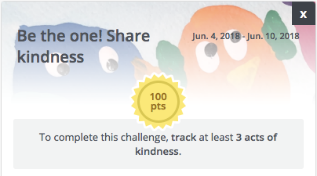 Be the one! Share
kindness
Jun. 4, 2018 - Jun. 10, 2018
x
100
pts
To complete this challenge, track at least 3 acts of
kindness.